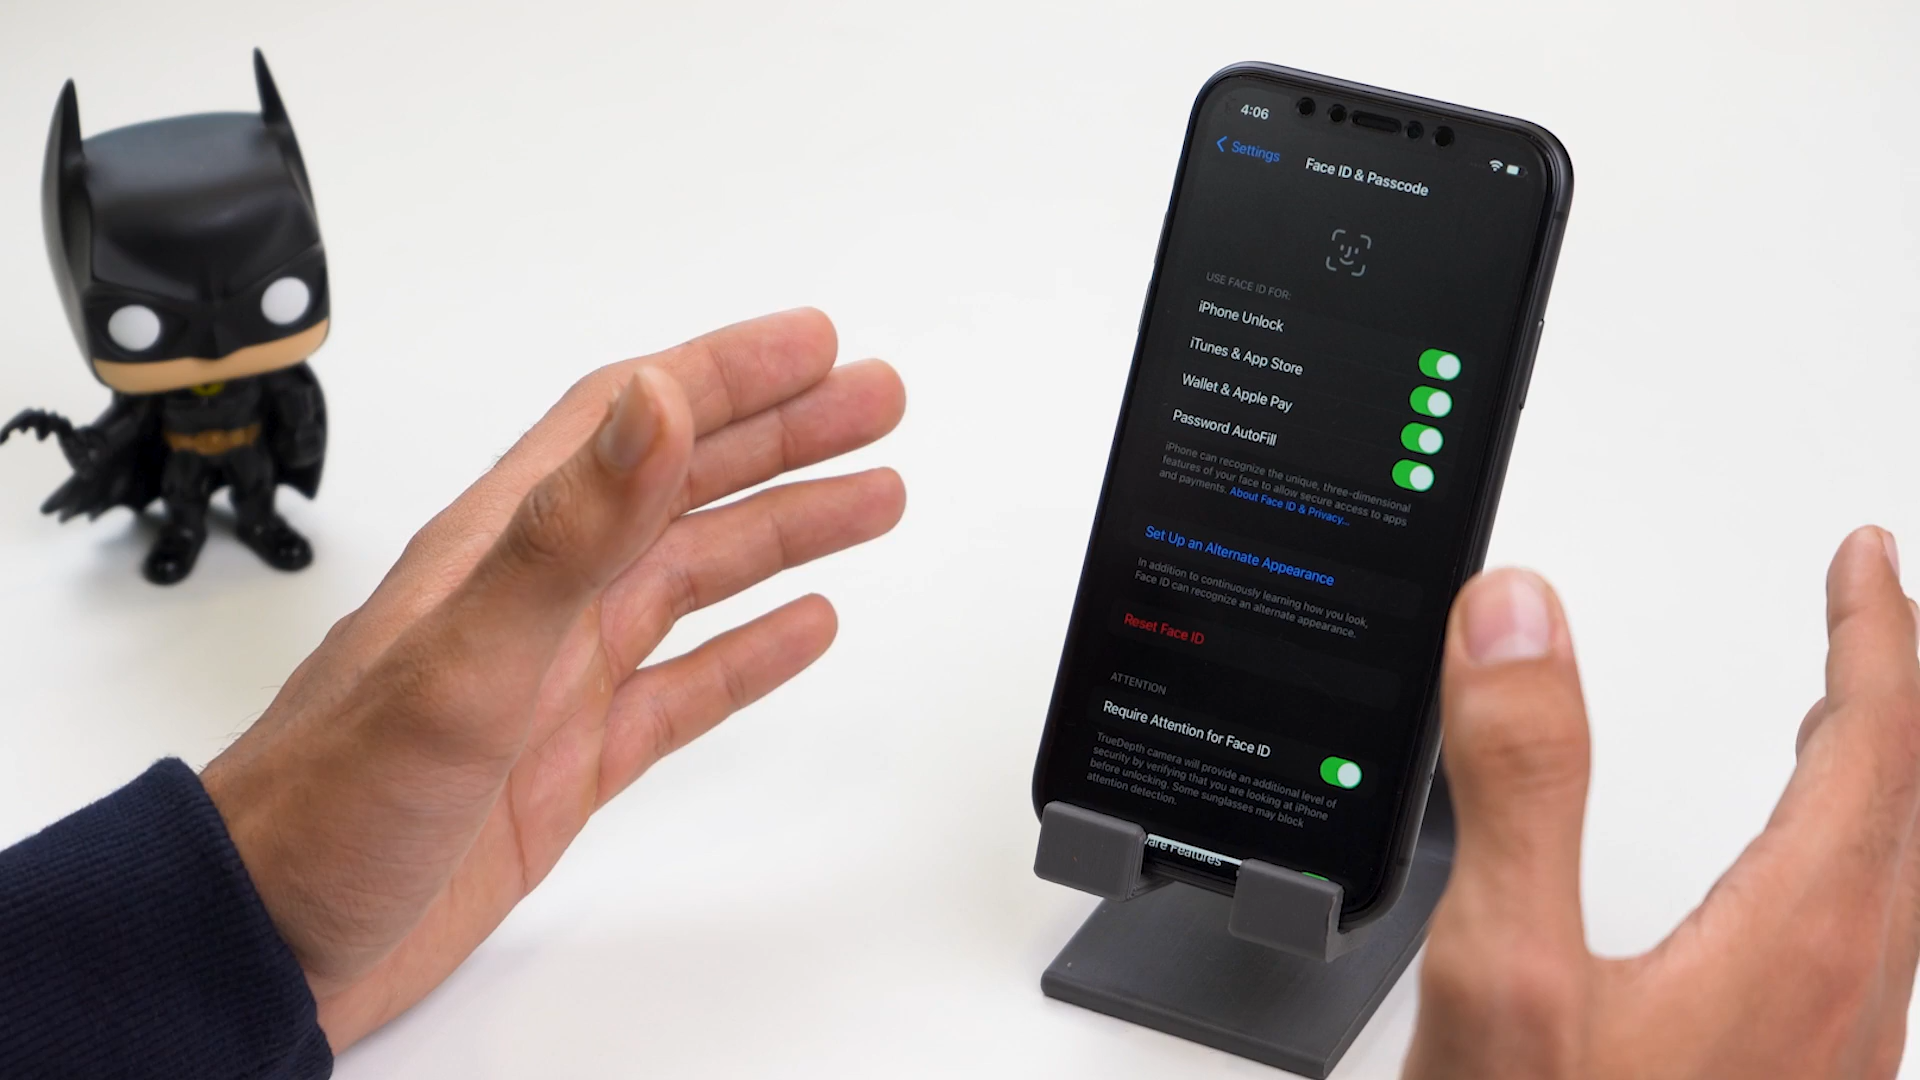 4:06
Settings
Face ID & Passcode
USE FACE ID FOR:
iPhone Unlock
iTunes & App Store
Wallet & Apple Pay
Password AutoFill
iPhone can recognize the unique, three-dimensional
features of your face to allow secure access to apps
and payments. About Face ID & Privacy...
Set Up an Alternate Appearance
In addition to continuously learning how you look,
Face ID can recognize an alternate appearance.
Reset Face ID
ATTENTION
Require Attention for Face ID
TrueDepth camera will provide an additional level of
security by verifying that you are looking at iPhone
before unlocking. Some sunglasses may block
attention detection.
Features